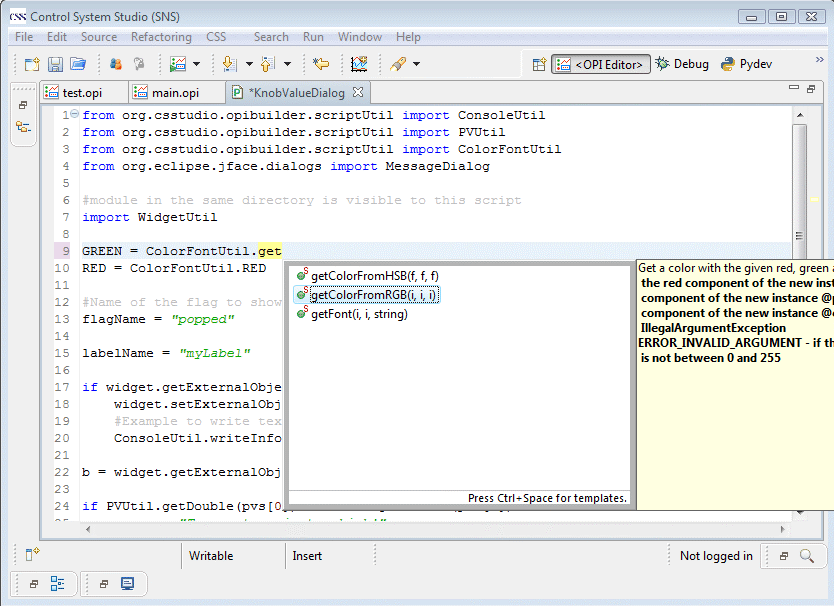 CSS Control System Studio (SNS)
File Edit Source Refactoring CSS Search Run Window Help
<OPI Editor> Debug Pydev »
test.opi main.opi *KnobValueDialog
1 from org.csstudio.opibuilder.scriptUtil import ConsoleUtil
2 from org.csstudio.opibuilder.scriptUtil import PVUtil
3 from org.csstudio.opibuilder.scriptUtil import ColorFontUtil
4 from org.eclipse.jface.dialogs import MessageDialog
5
6 #module in the same directory is visible to this script
7 import WidgetUtil
8
9 GREEN = ColorFontUtil.get
10 RED = ColorFontUtil.RED
11
12 #Name of the flag to show
13 flagName = "popped"
14
15 labelName = "myLabel"
16
17 if widget.getExternalObje
18 widget.setExternalObj
19 #Example to write tex
20 ConsoleUtil.writeInfo
21
22 b = widget.getExternalObj
23
24 if PVUtil.getDouble(pvs[0
getColorFromHSB(f, f, f)
getColorFromRGB(i, i, i)
getFont(i, i, string)
Press Ctrl+Space for templates.
Get a color with the given red, green a
the red component of the new inst
component of the new instance @p
component of the new instance @
IllegalArgumentException
ERROR_INVALID_ARGUMENT - if th
is not between 0 and 255
Writable Insert Not logged in